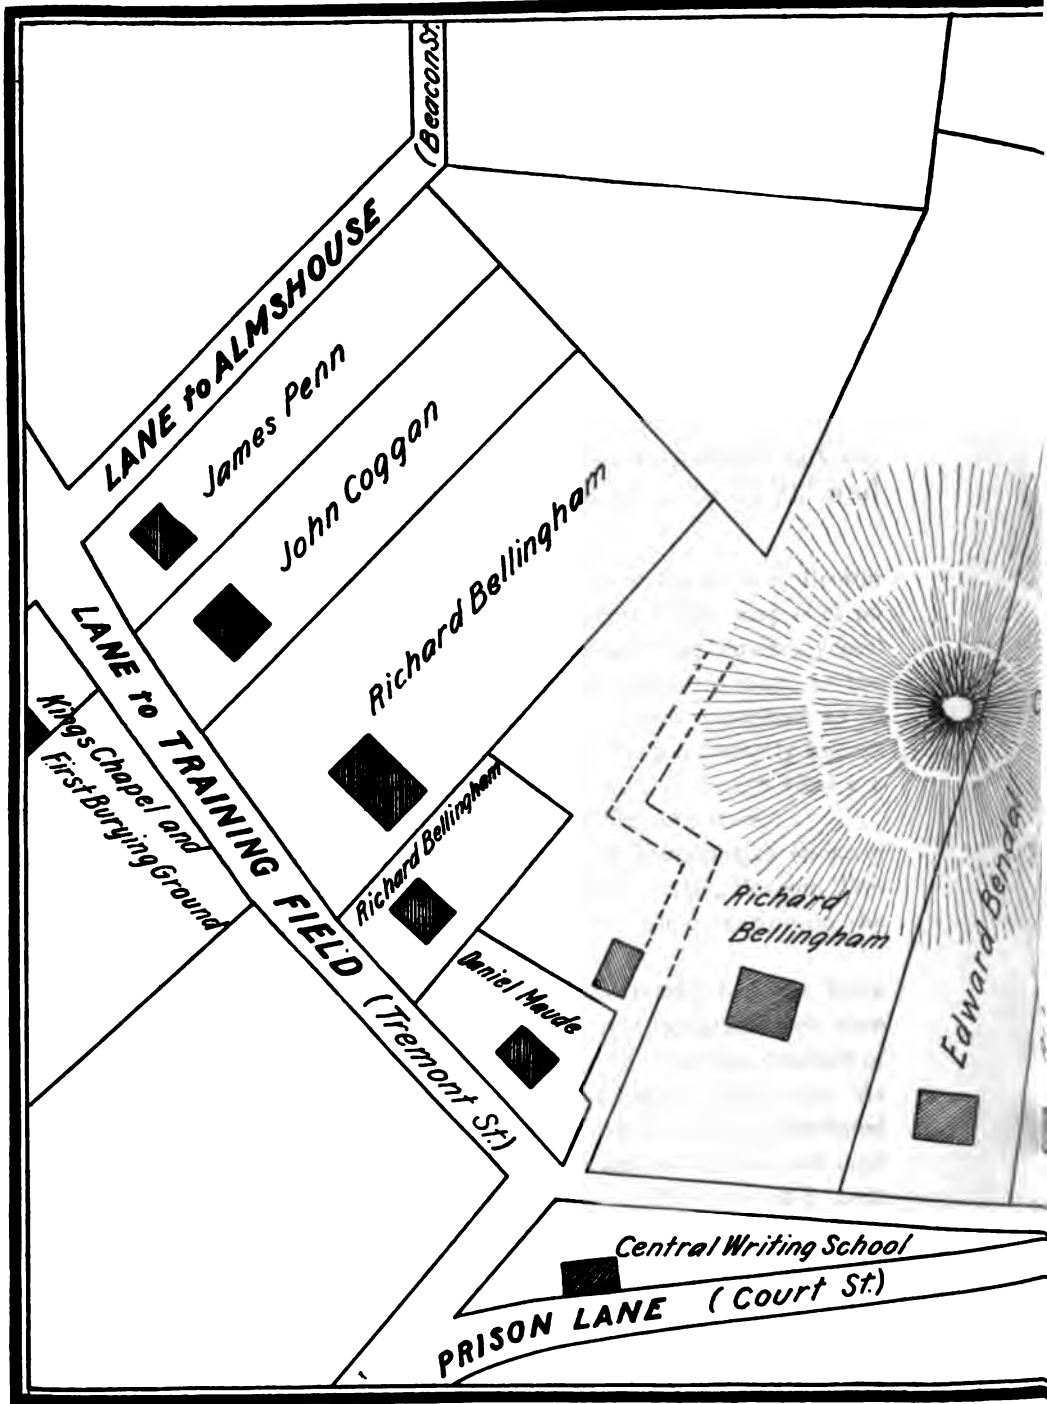 (Beacon St.
LANE to ALMSHOUSE
James Penn
John Coggan
Richard Bellingham
LANE to TRAINING FIELD (Tremont St.)
Kings Chapel and
First Burying Ground
Richard Bellingham
Daniel Maude
Richard
Bellingham
Edward Bendal
Central Writing School
PRISON LANE (Court St.)